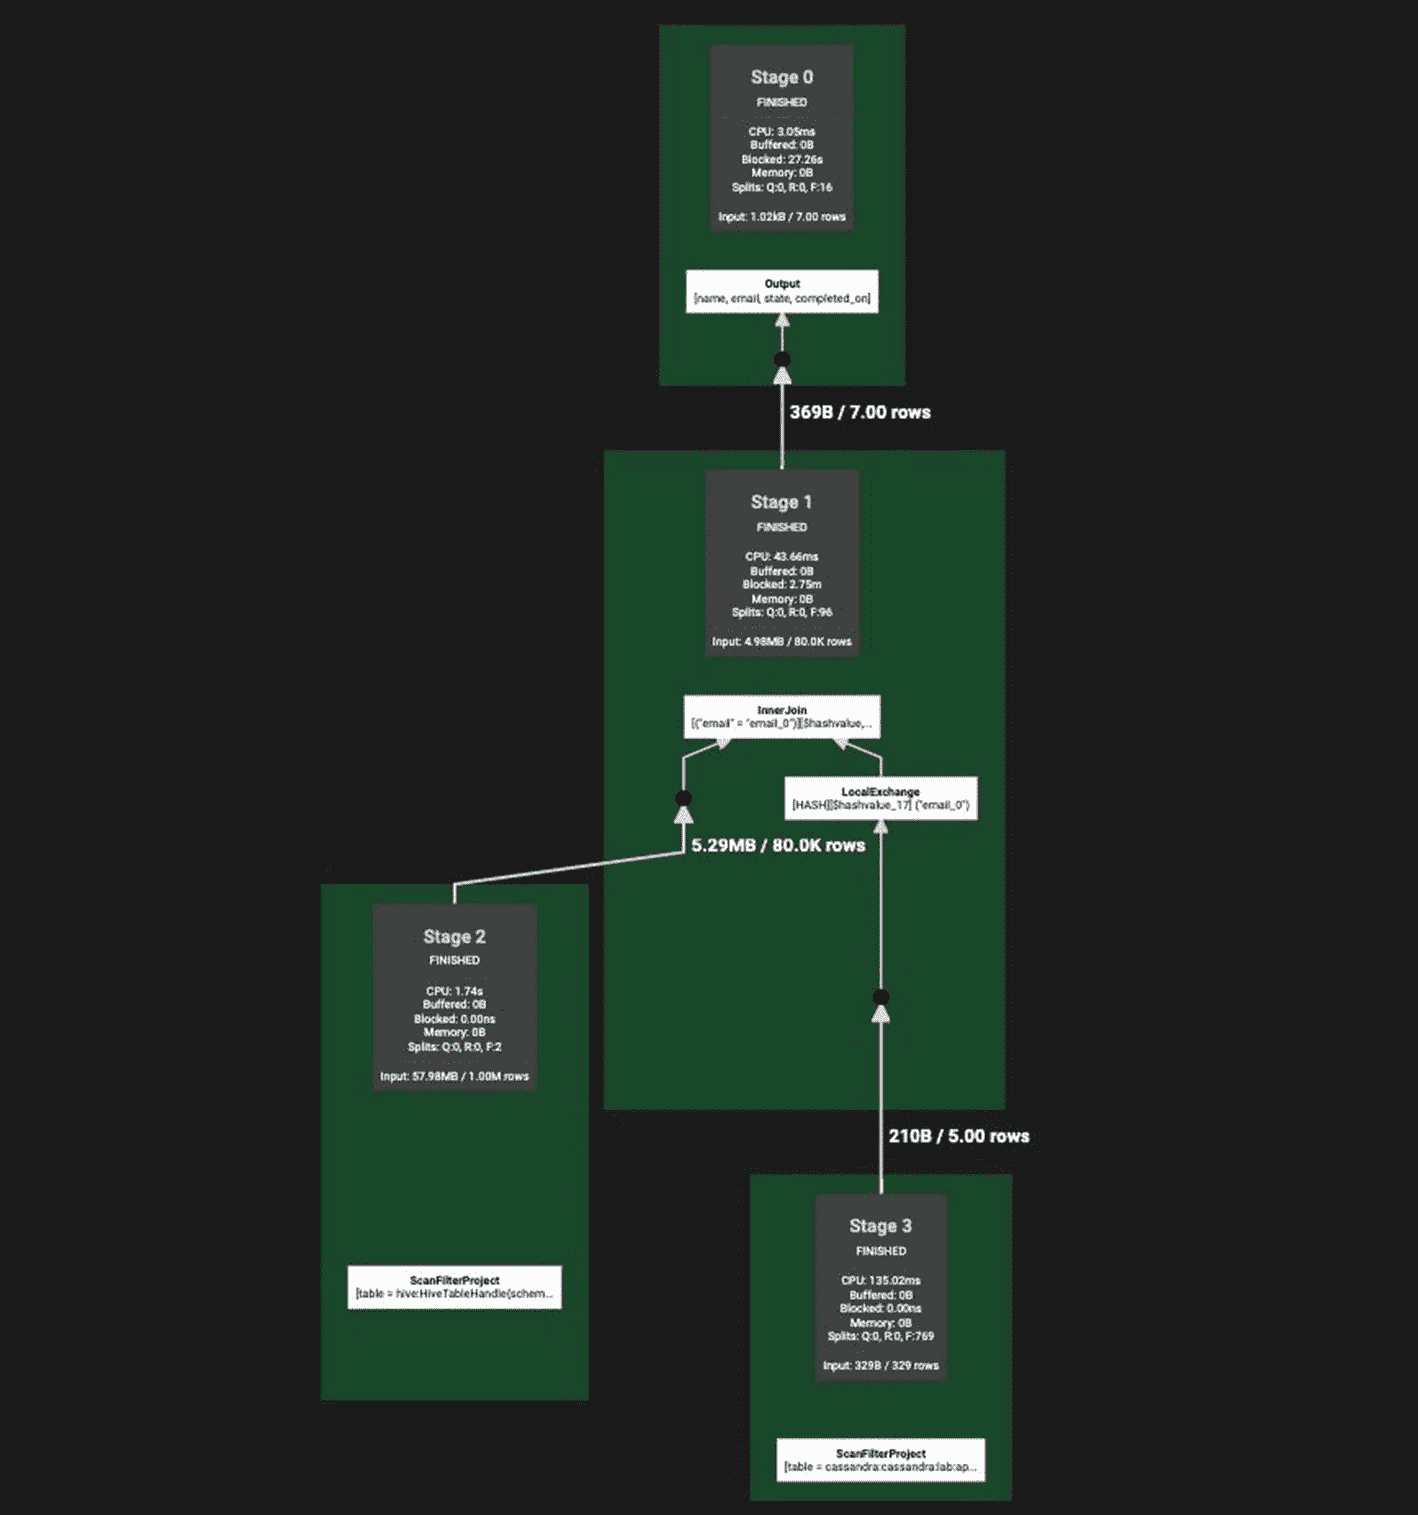 Stage 0
FINISHED
CPU: 3.05ms
Buffered: 0B
Blocked: 27.26s
Memory: 0B
Splits: Q:0, R:0, F:16
Input: 1.02kB / 7.00 rows
Output
[name, email, state, completed_on]
369B / 7.00 rows
Stage 1
FINISHED
CPU: 43.66ms
Buffered: 0B
Blocked: 2.75m
Memory: 0B
Splits: Q:0, R:0, F:96
Input: 4.98MB / 80.0K rows
InnerJoin
[("email" = "email_0")][$hashvalue,...
LocalExchange
[HASH][$hashvalue_17] ("email_0")
5.29MB / 80.0K rows
Stage 2
FINISHED
CPU: 1.74s
Buffered: 0B
Blocked: 0.00ns
Memory: 0B
Splits: Q:0, R:0, F:2
Input: 57.98MB / 1.00M rows
ScanFilterProject
[table = hive:HiveTableHandle{schem...
210B / 5.00 rows
Stage 3
FINISHED
CPU: 135.02ms
Buffered: 0B
Blocked: 0.00ns
Memory: 0B
Splits: Q:0, R:0, F:769
Input: 329B / 329 rows
ScanFilterProject
[table = cassandra:cassandra:lab:ap...